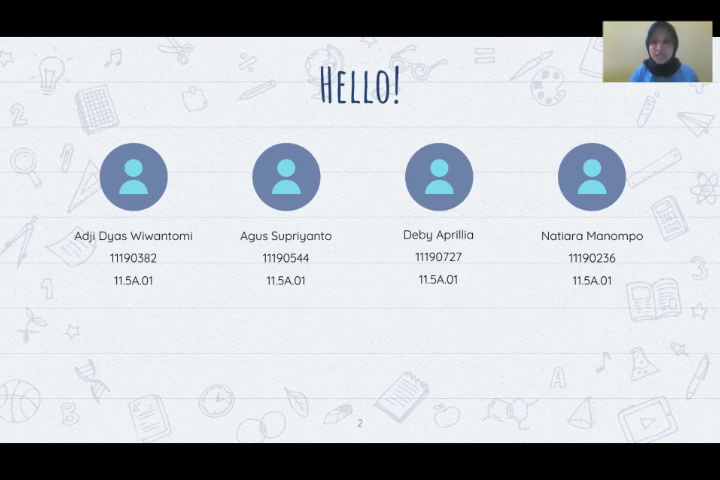 Hello!
Adji Dyas Wiwantomi
11190382
11.5A.01
Agus Supriyanto
11190544
11.5A.01
Deby Aprillia
11190727
11.5A.01
Natiara Manompo
11190236
11.5A.01
2